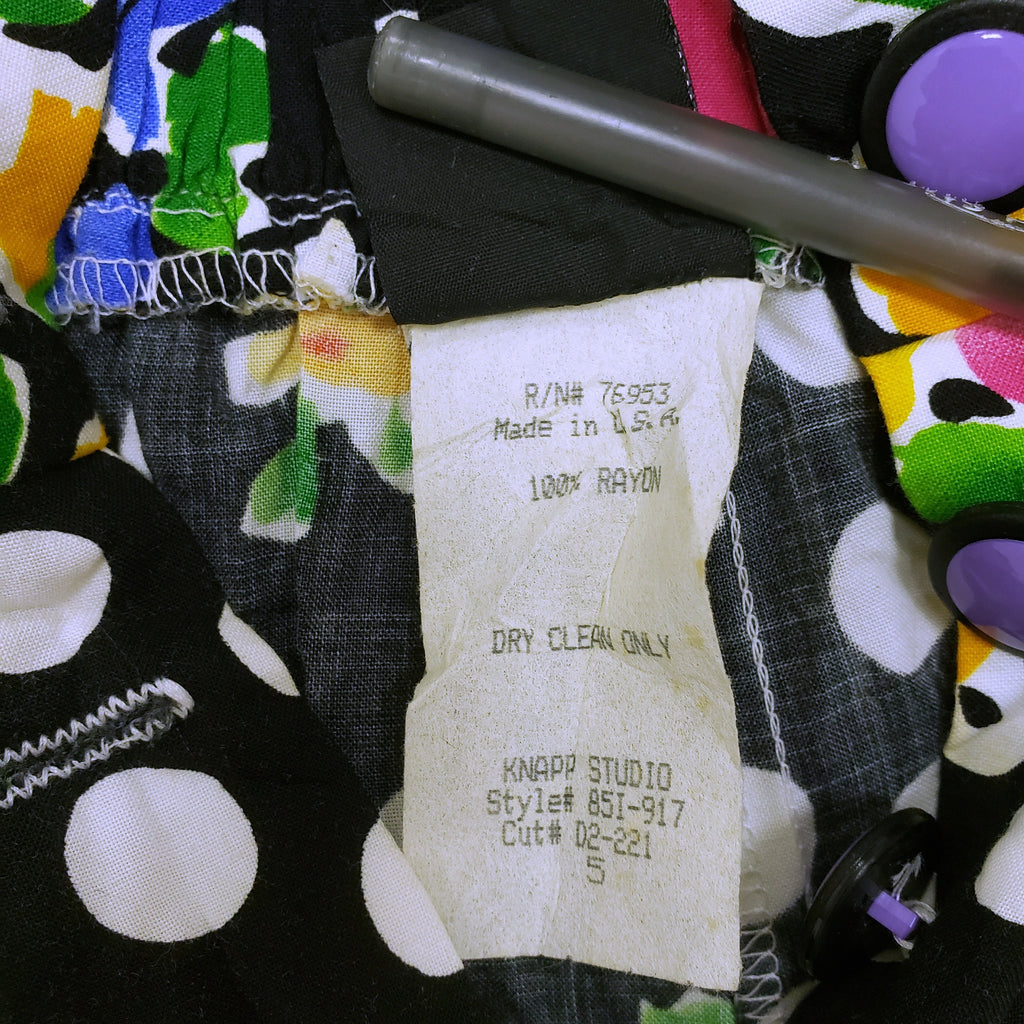 R/N# 76953
Made in U.S.A.
100% RAYON
DRY CLEAN ONLY
KNAPP STUDIO
Style# 85I-917
Cut# D2-221
5